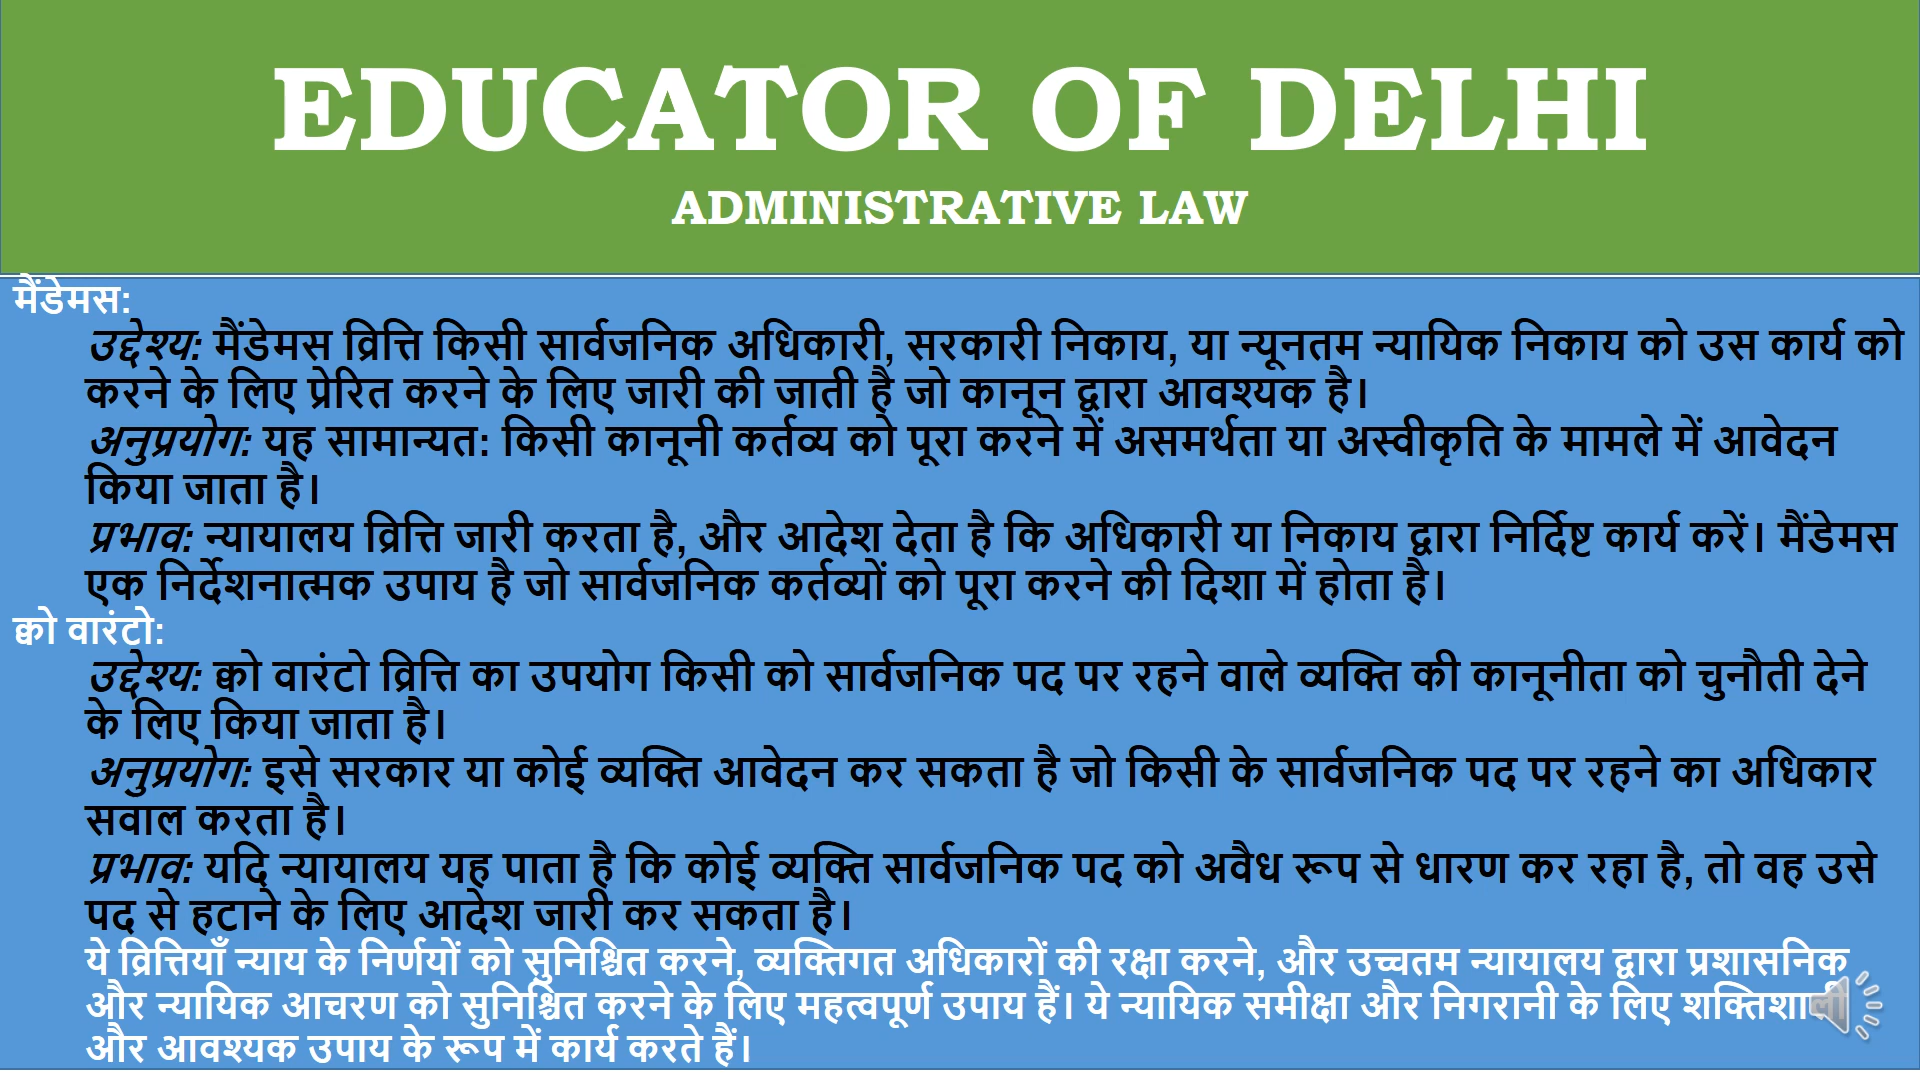 EDUCATOR OF DELHI
ADMINISTRATIVE LAW
मैंडेमस:
उद्देश्य: मैंडेमस व्रित्ति किसी सार्वजनिक अधिकारी, सरकारी निकाय, या न्यूनतम न्यायिक निकाय को उस कार्य को
करने के लिए प्रेरित करने के लिए जारी की जाती है जो कानून द्वारा आवश्यक है।
अनुप्रयोग: यह सामान्यत: किसी कानूनी कर्तव्य को पूरा करने में असमर्थता या अस्वीकृति के मामले में आवेदन
किया जाता है।
प्रभाव: न्यायालय व्रित्ति जारी करता है, और आदेश देता है कि अधिकारी या निकाय द्वारा निर्दिष्ट कार्य करें। मैंडेमस
एक निर्देशनात्मक उपाय है जो सार्वजनिक कर्तव्यों को पूरा करने की दिशा में होता है।
क्वो वारंटो:
उद्देश्य: क्वो वारंटो व्रित्ति का उपयोग किसी को सार्वजनिक पद पर रहने वाले व्यक्ति की कानूनीता को चुनौती देने
के लिए किया जाता है।
अनुप्रयोग: इसे सरकार या कोई व्यक्ति आवेदन कर सकता है जो किसी के सार्वजनिक पद पर रहने का अधिकार
सवाल करता है।
प्रभाव: यदि न्यायालय यह पाता है कि कोई व्यक्ति सार्वजनिक पद को अवैध रूप से धारण कर रहा है, तो वह उसे
पद से हटाने के लिए आदेश जारी कर सकता है।
ये व्रित्तियाँ न्याय के निर्णयों को सुनिश्चित करने, व्यक्तिगत अधिकारों की रक्षा करने, और उच्चतम न्यायालय द्वारा प्रशासनिक
और न्यायिक आचरण को सुनिश्चित करने के लिए महत्वपूर्ण उपाय हैं। ये न्यायिक समीक्षा और निगरानी के लिए शक्तिशाली
और आवश्यक उपाय के रूप में कार्य करते हैं।